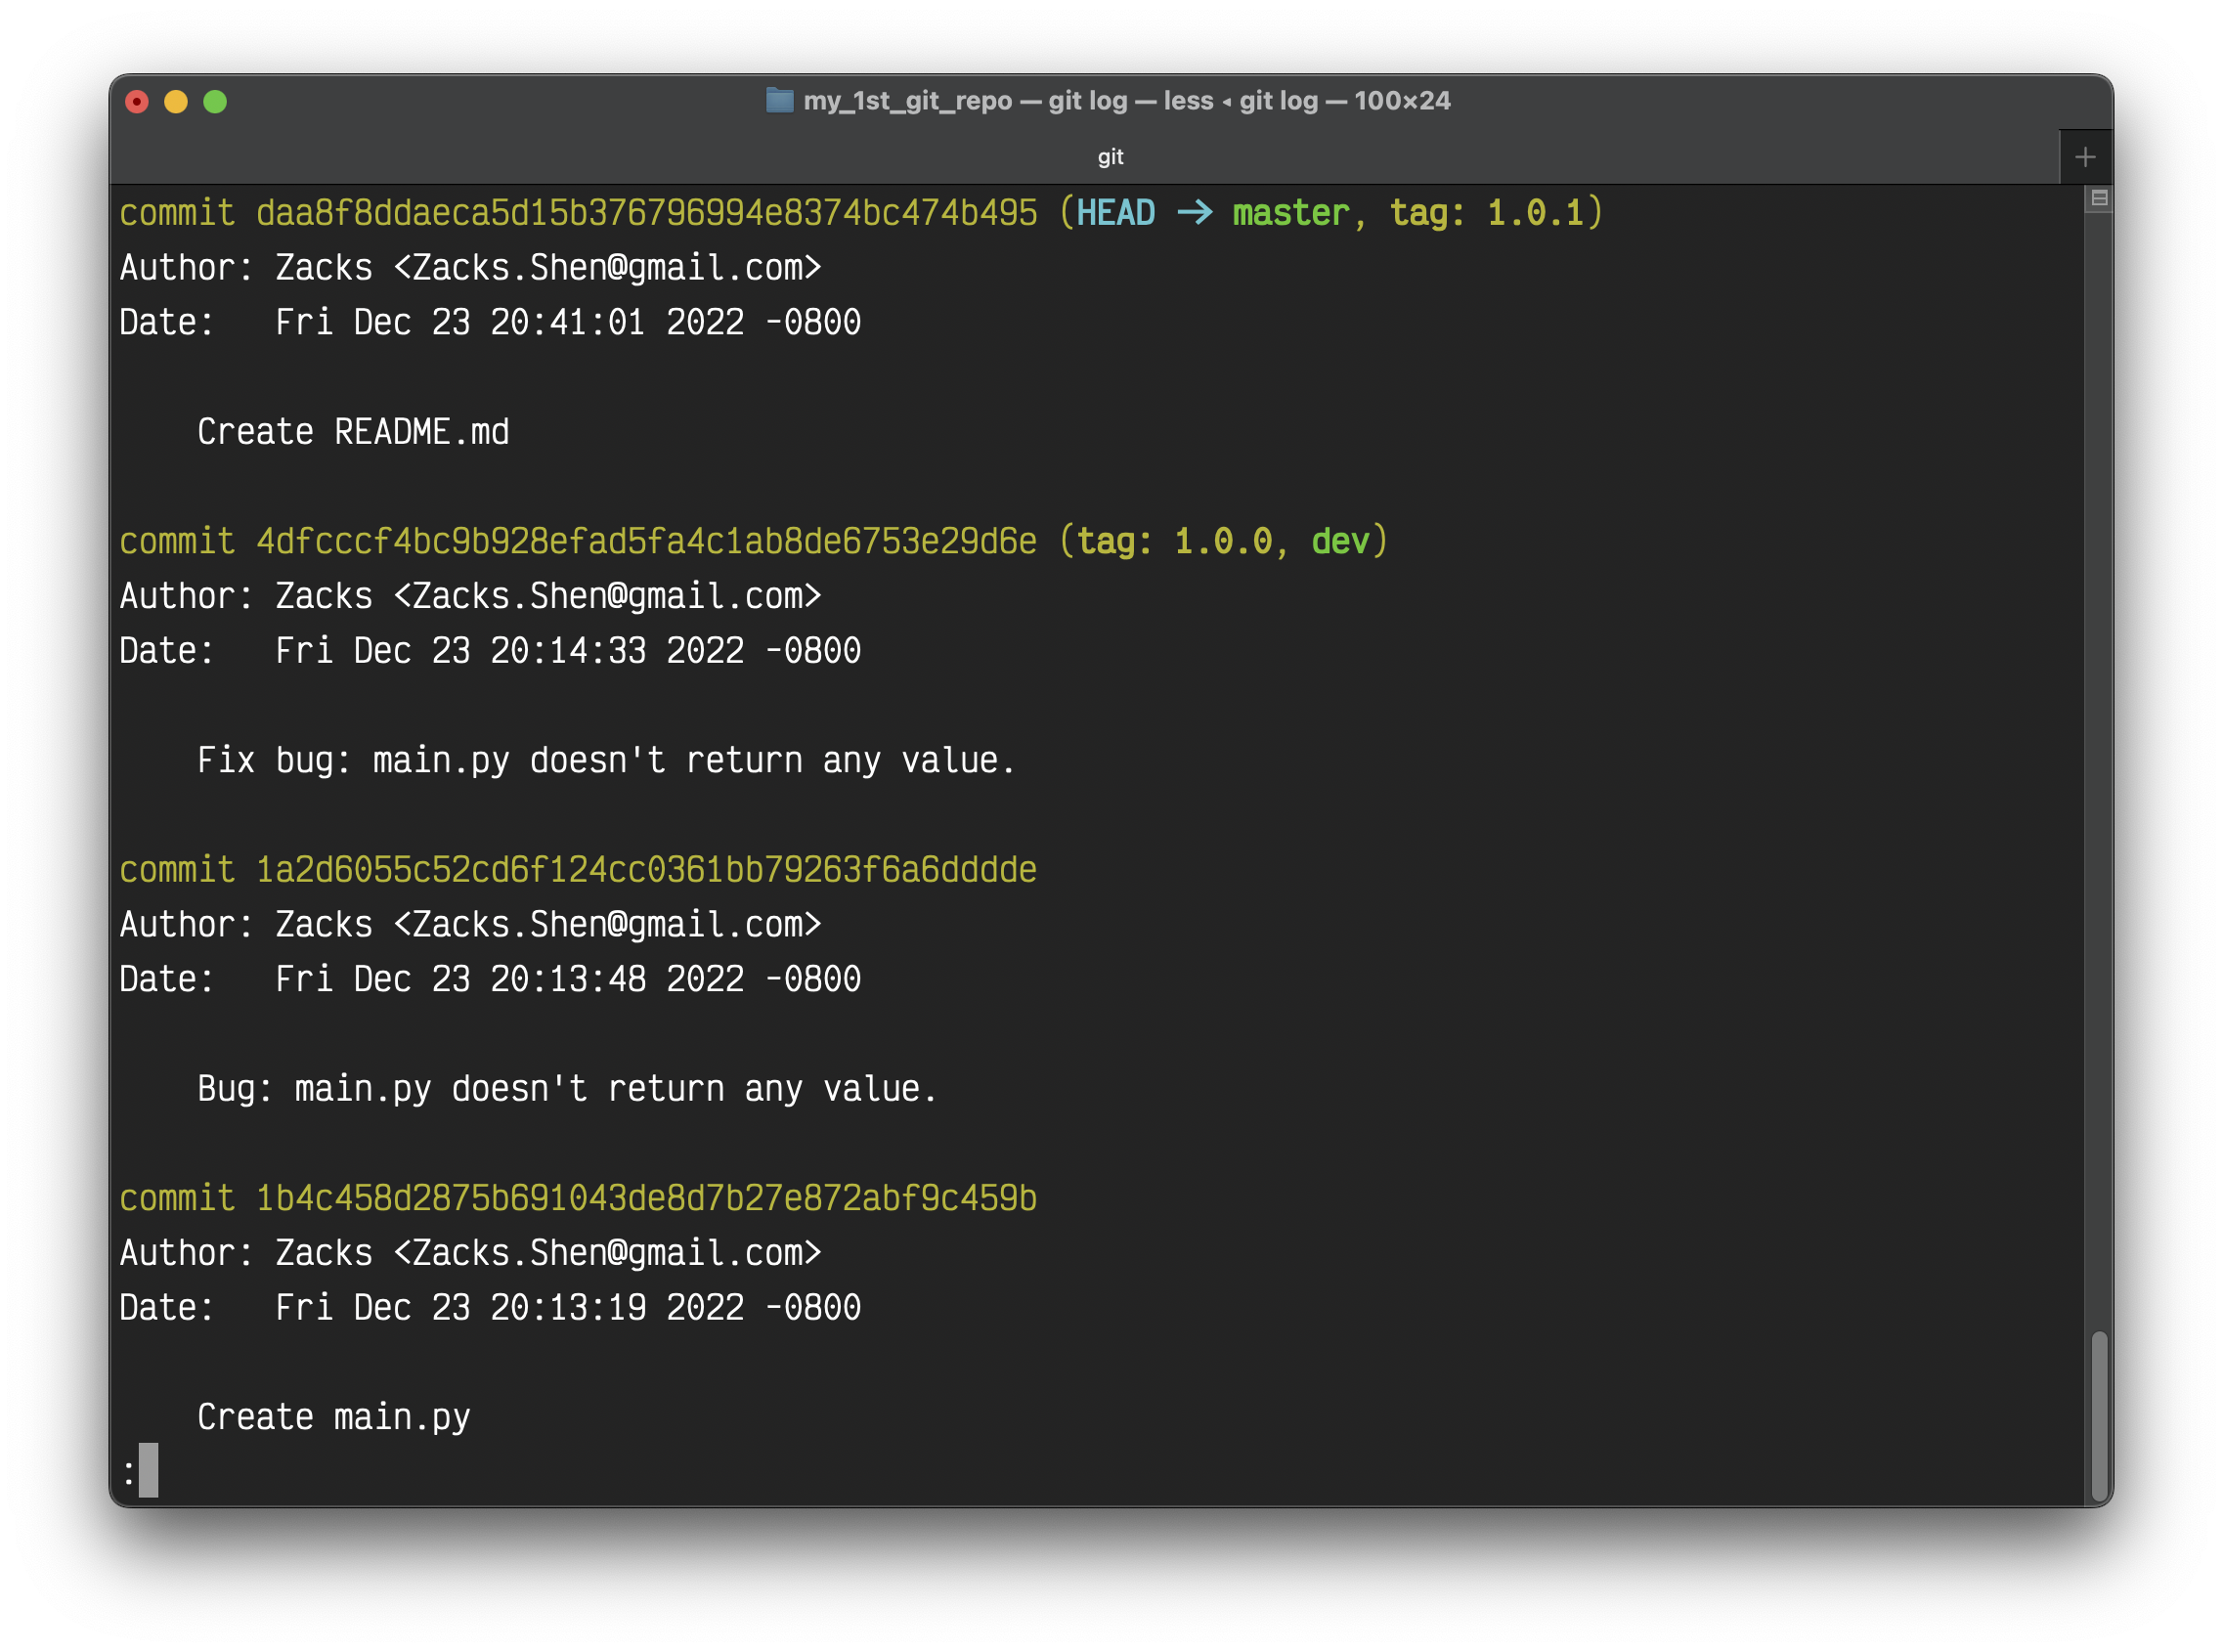 my_1st_git_repo — git log — less ◂ git log — 100×24
git
commit daa8f8ddaeca5d15b376796994e8374bc474b495 (HEAD -> master, tag: 1.0.1)
Author: Zacks <Zacks.Shen@gmail.com>
Date:   Fri Dec 23 20:41:01 2022 -0800
    Create README.md
commit 4dfcccf4bc9b928efad5fa4c1ab8de6753e29d6e (tag: 1.0.0, dev)
Author: Zacks <Zacks.Shen@gmail.com>
Date:   Fri Dec 23 20:14:33 2022 -0800
    Fix bug: main.py doesn't return any value.
commit 1a2d6055c52cd6f124cc0361bb79263f6a6dddde
Author: Zacks <Zacks.Shen@gmail.com>
Date:   Fri Dec 23 20:13:48 2022 -0800
    Bug: main.py doesn't return any value.
commit 1b4c458d2875b691043de8d7b27e872abf9c459b
Author: Zacks <Zacks.Shen@gmail.com>
Date:   Fri Dec 23 20:13:19 2022 -0800
    Create main.py
: